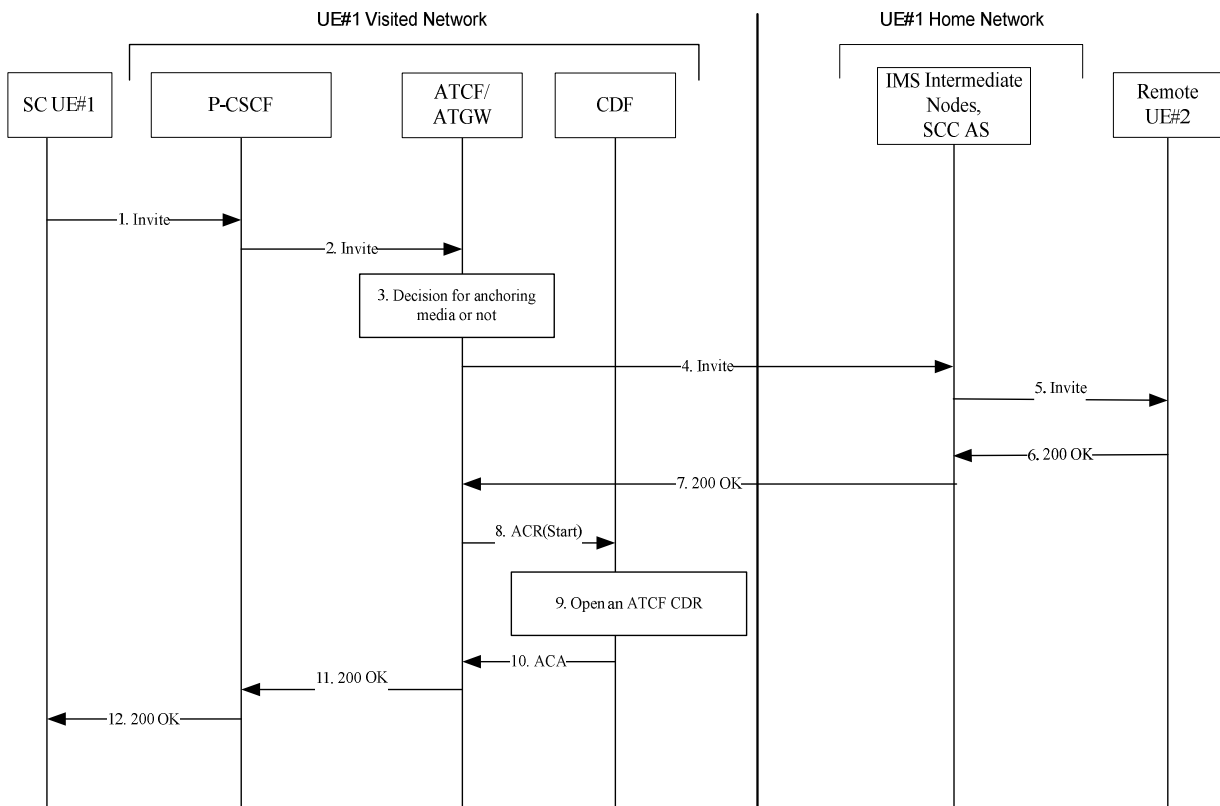 UE#1 Visited Network
UE#1 Home Network
SC UE#1
P-CSCF
ATCF/
ATGW
CDF
IMS Intermediate
Nodes,
SCC AS
Remote
UE#2
1. Invite
2. Invite
3. Decision for anchoring
media or not
4. Invite
5. Invite
6. 200 OK
7. 200 OK
8. ACR(Start)
9. Open an ATCF CDR
10. ACA
11. 200 OK
12. 200 OK